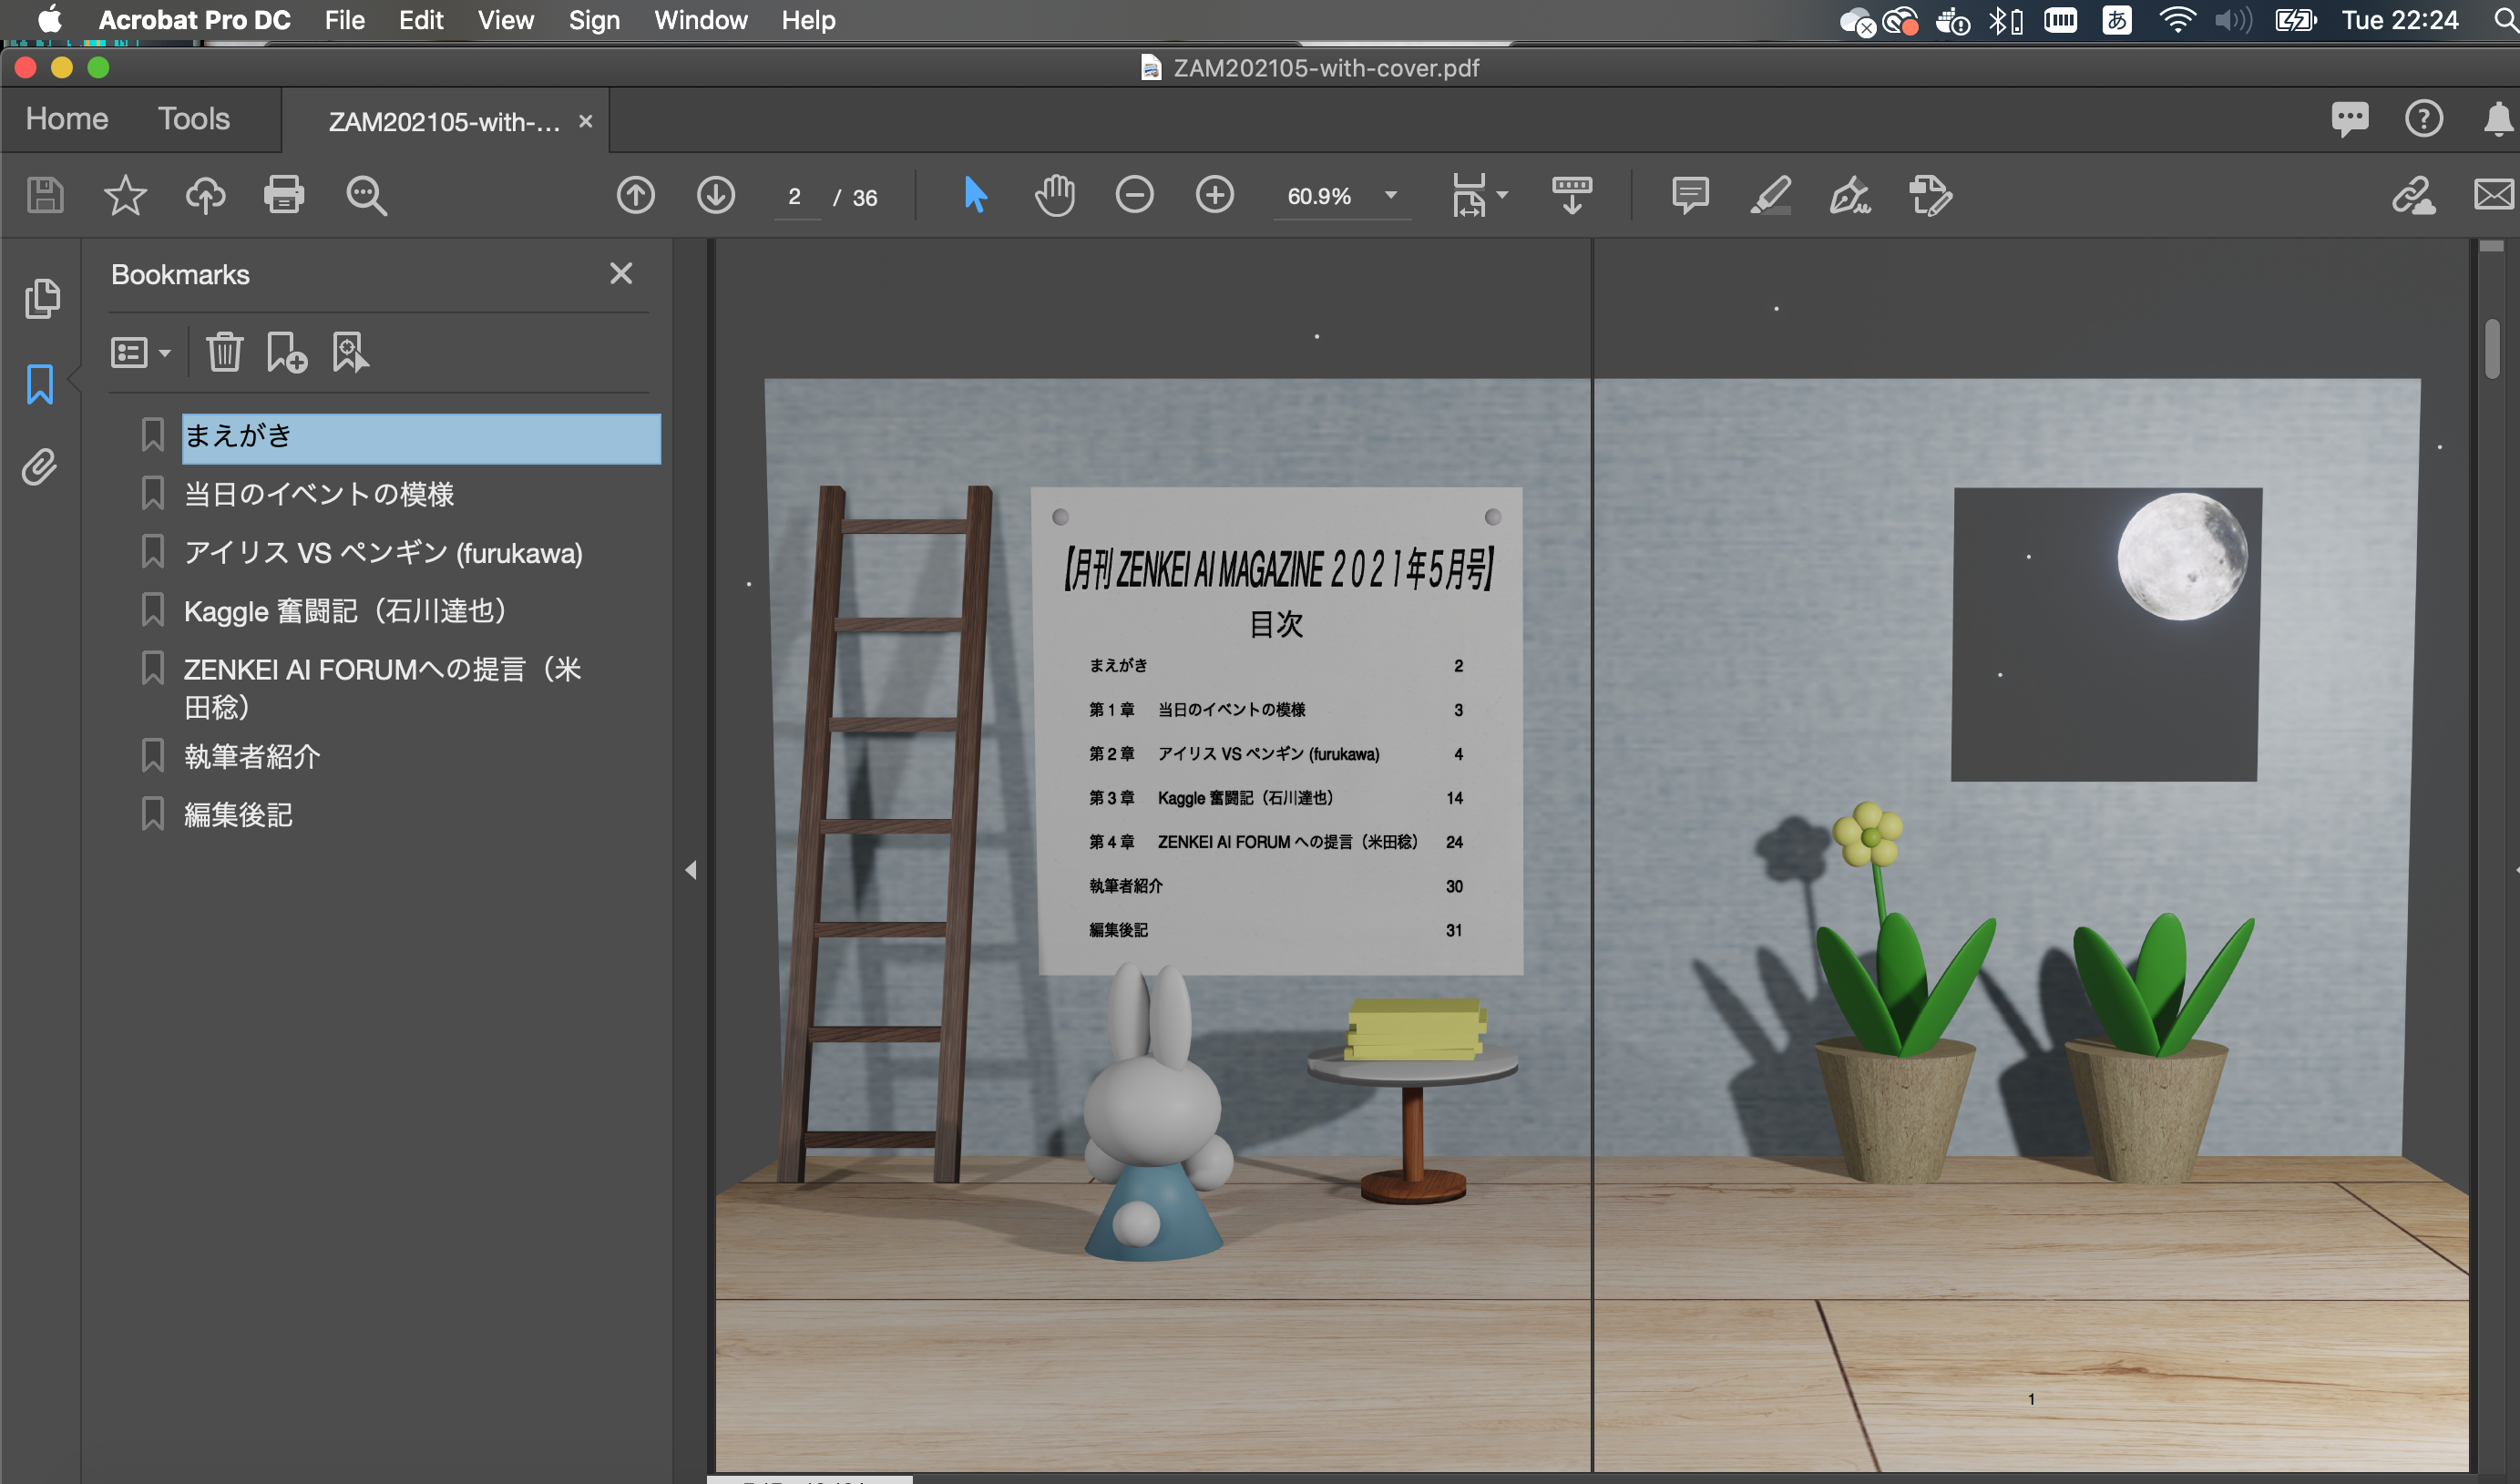 Acrobat Pro DC File Edit View Sign Window Help あ Tue 22:24
ZAM202105-with-cover.pdf
Home Tools ZAM202105-with-... ×
2 / 36 60.9%
Bookmarks
まえがき
当日のイベントの模様
アイリス VS ペンギン (furukawa)
Kaggle 奮闘記（石川達也）
ZENKEI AI FORUMへの提言（米
田稔）
執筆者紹介
編集後記
【月刊 ZENKEI AI MAGAZINE ２０２１年５月号】
目次
まえがき 2
第 1 章 当日のイベントの模様 3
第 2 章 アイリス VS ペンギン (furukawa) 4
第 3 章 Kaggle 奮闘記（石川達也） 14
第 4 章 ZENKEI AI FORUM への提言（米田稔） 24
執筆者紹介 30
編集後記 31
1